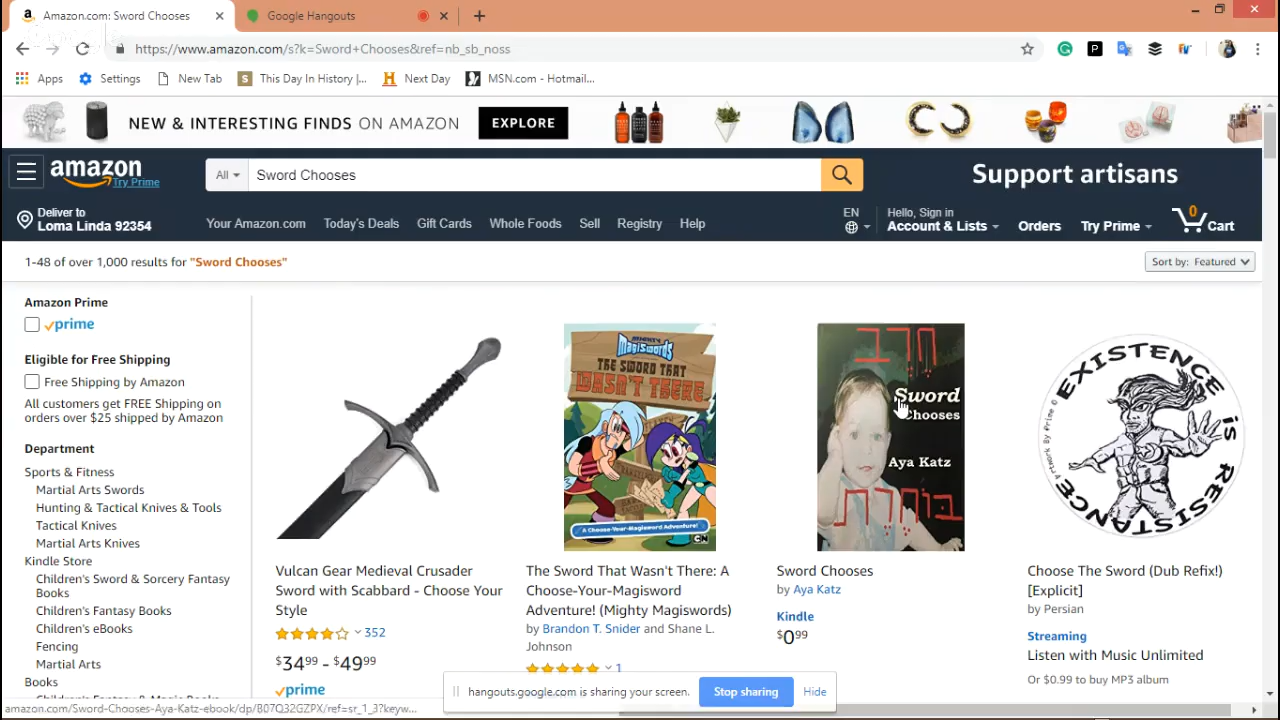 Amazon.com: Sword Chooses
Google Hangouts
https://www.amazon.com/s?k=Sword+Chooses&ref=nb_sb_noss
Apps
Settings
New Tab
This Day In History |...
Next Day
MSN.com - Hotmail...
NEW & INTERESTING FINDS ON AMAZON
EXPLORE
amazon
Try Prime
All
Sword Chooses
Support artisans
Deliver to
Loma Linda 92354
Your Amazon.com
Today's Deals
Gift Cards
Whole Foods
Sell
Registry
Help
EN
Hello, Sign in
Account & Lists
Orders
Try Prime
0
Cart
1-48 of over 1,000 results for "Sword Chooses"
Sort by: Featured
Amazon Prime
prime
Eligible for Free Shipping
Free Shipping by Amazon
All customers get FREE Shipping on
orders over $25 shipped by Amazon
Department
Sports & Fitness
Martial Arts Swords
Hunting & Tactical Knives & Tools
Tactical Knives
Martial Arts Knives
Kindle Store
Children's Sword & Sorcery Fantasy
Books
Children's Fantasy Books
Children's eBooks
Fencing
Martial Arts
Books
Vulcan Gear Medieval Crusader
Sword with Scabbard - Choose Your
Style
352
$34.99 - $49.99
prime
MIGHTY
MagiSwords
THE SWORD THAT
WASN'T THERE
A Choose-Your-Magisword Adventure!
CN
The Sword That Wasn't There: A
Choose-Your-Magisword
Adventure! (Mighty Magiswords)
by Brandon T. Snider and Shane L.
Johnson
1
חרב
Sword
Chooses
Aya Katz
בוחרת
Sword Chooses
by Aya Katz
Kindle
$0.99
EXISTENCE is RESISTANCE
Artwork By Prime ©
Choose The Sword (Dub Refix!)
[Explicit]
by Persian
Streaming
Listen with Music Unlimited
Or $0.99 to buy MP3 album
hangouts.google.com is sharing your screen.
Stop sharing
Hide
amazon.com/Sword-Chooses-Aya-Katz-ebook/dp/B07Q32GZPX/ref=sr_1_3?keyw...